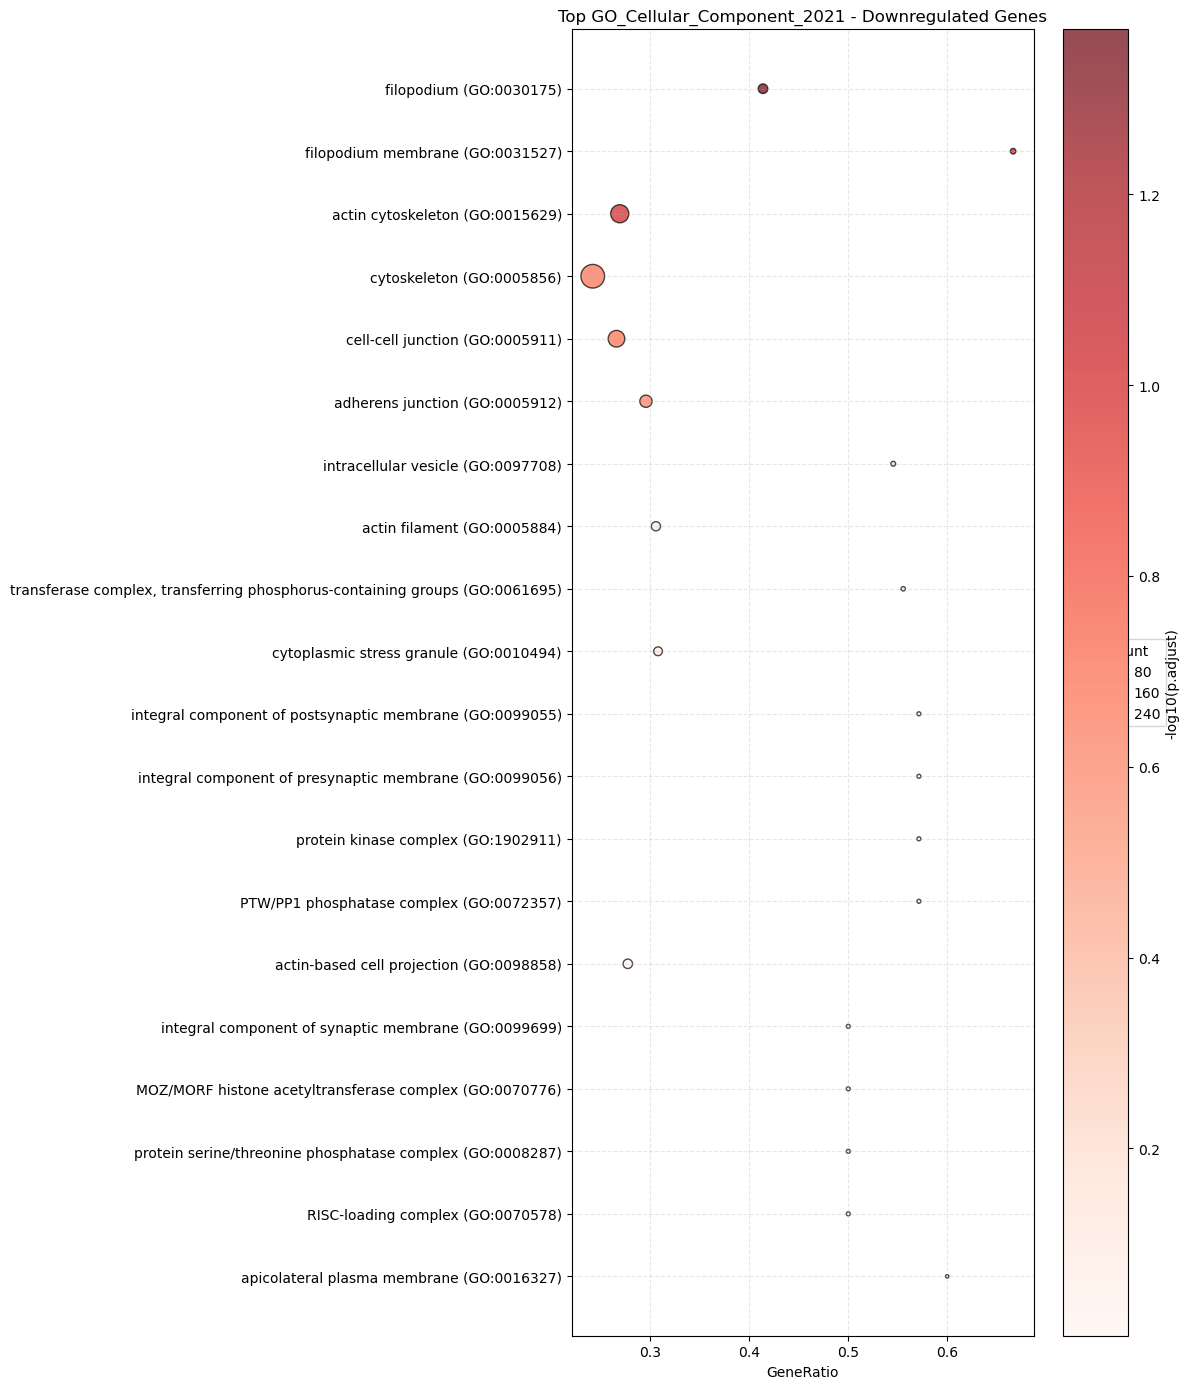 Top GO_Cellular_Component_2021 - Downregulated Genes
filopodium (GO:0030175)
filopodium membrane (GO:0031527)
actin cytoskeleton (GO:0015629)
cytoskeleton (GO:0005856)
cell-cell junction (GO:0005911)
adherens junction (GO:0005912)
intracellular vesicle (GO:0097708)
actin filament (GO:0005884)
transferase complex, transferring phosphorus-containing groups (GO:0061695)
cytoplasmic stress granule (GO:0010494)
integral component of postsynaptic membrane (GO:0099055)
integral component of presynaptic membrane (GO:0099056)
protein kinase complex (GO:1902911)
PTW/PP1 phosphatase complex (GO:0072357)
actin-based cell projection (GO:0098858)
integral component of synaptic membrane (GO:0099699)
MOZ/MORF histone acetyltransferase complex (GO:0070776)
protein serine/threonine phosphatase complex (GO:0008287)
RISC-loading complex (GO:0070578)
apicolateral plasma membrane (GO:0016327)
0.3
0.4
0.5
0.6
GeneRatio
1.2
1.0
0.8
0.6
0.4
0.2
-log10(p.adjust)
80
160
240